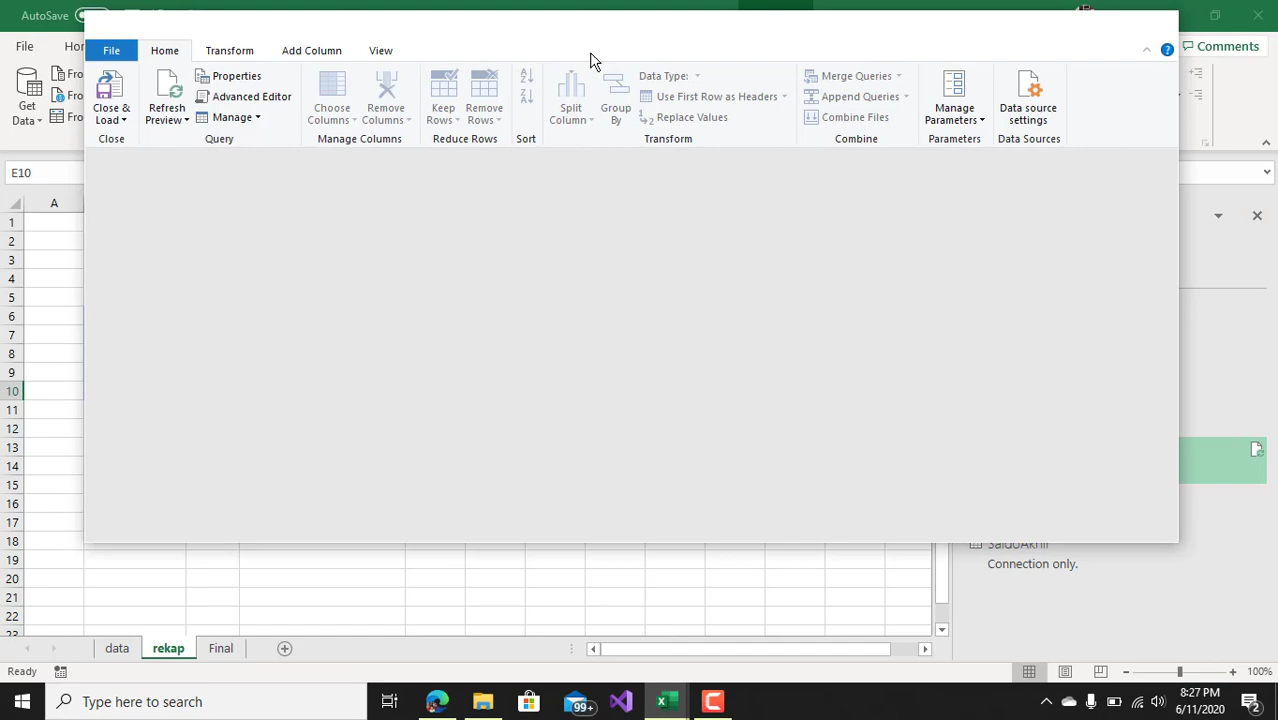 AutoSave
File Home Transform Add Column View
File Comments
Get Data
Close & Load
Refresh Preview
Properties
Advanced Editor
Manage
Choose Columns
Remove Columns
Keep Rows
Remove Rows
Split Column
Group By
Data Type:
Use First Row as Headers
Replace Values
Merge Queries
Append Queries
Combine Files
Manage Parameters
Data source settings
Close Query Manage Columns Reduce Rows Sort Transform Combine Parameters Data Sources
E10
A
1
2
3
4
5
6
7
8
9
10
11
12
13
14
15
16
17
18
19
20
21
22
23
SaldoAkhir
Connection only.
data rekap Final
Ready 100%
Type here to search
99+
8:27 PM
6/11/2020
2